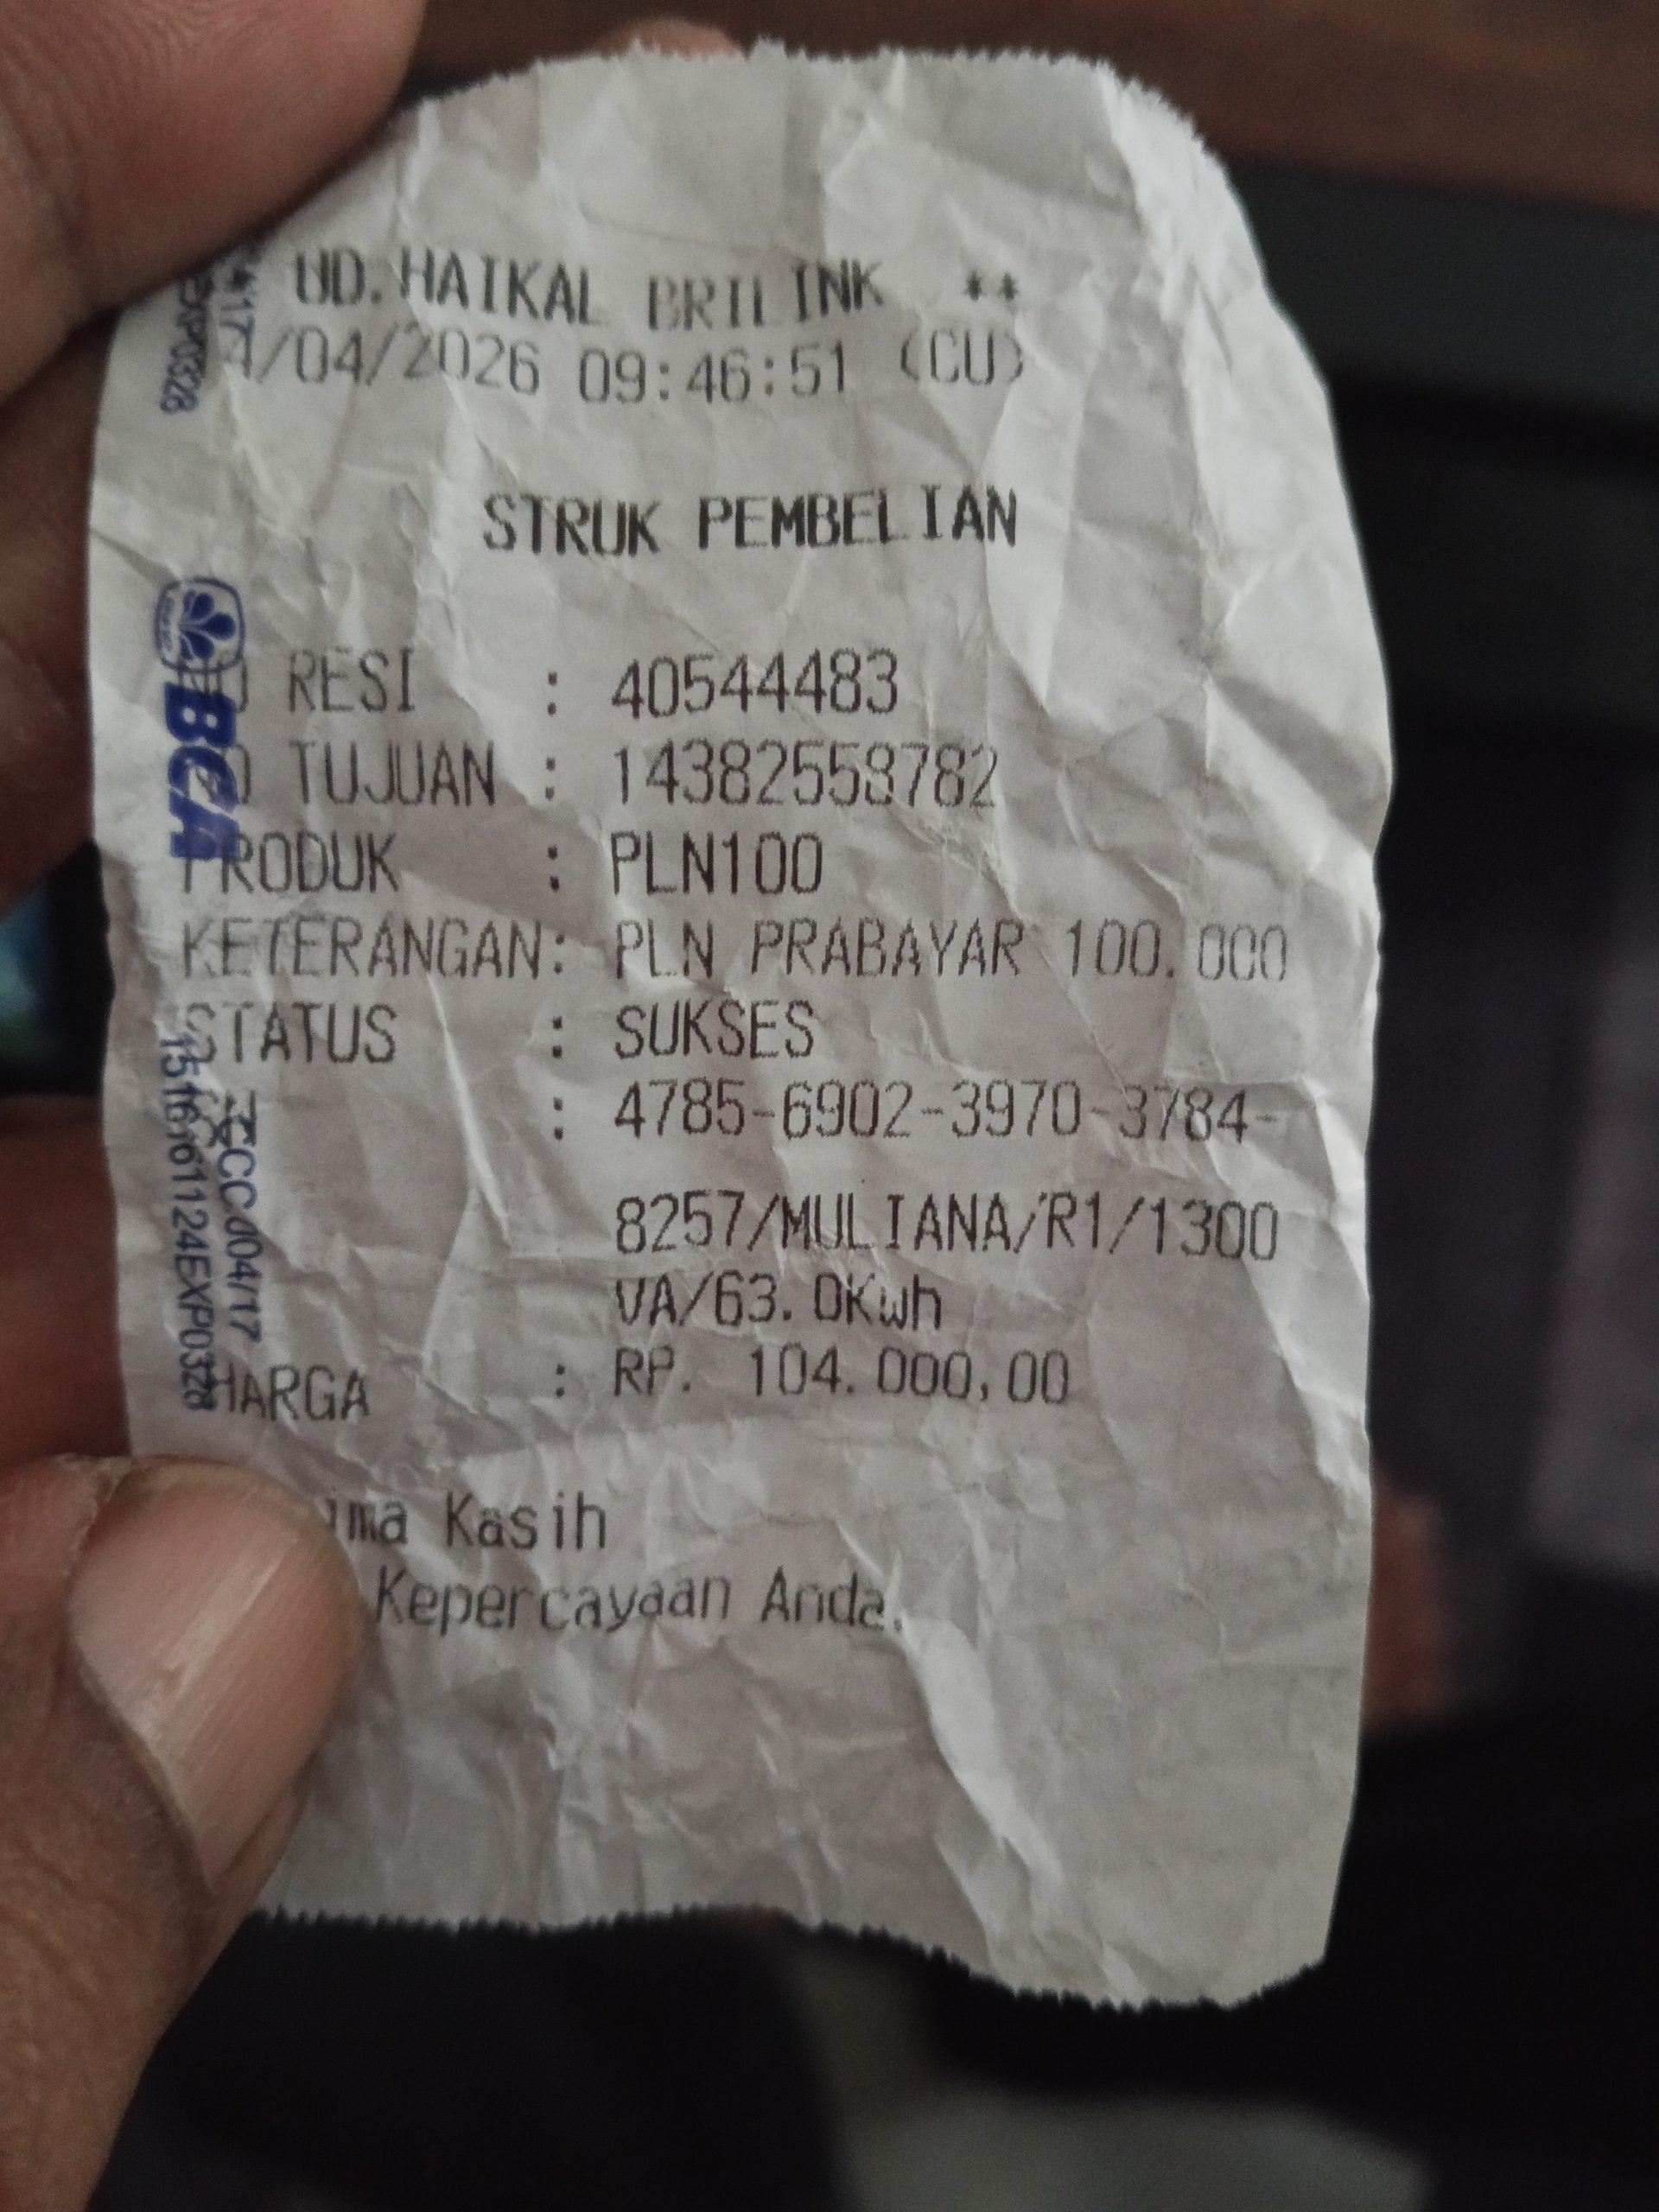 UD.HAIKAL BRILINK **
4/04/2026 09:46:51 (CU)
STRUK PEMBELIAN
RESI : 40544483
TUJUAN : 14382558782
PRODUK : PLN100
KETERANGAN: PLN PRABAYAR 100.000
STATUS : SUKSES
: 4785-6902-3970-3784-
8257/MULIANA/R1/1300
VA/63.0Kwh
HARGA : RP. 104.000,00
Kasih
Kepercayaan Anda.
BCA
1516161124EXP0328